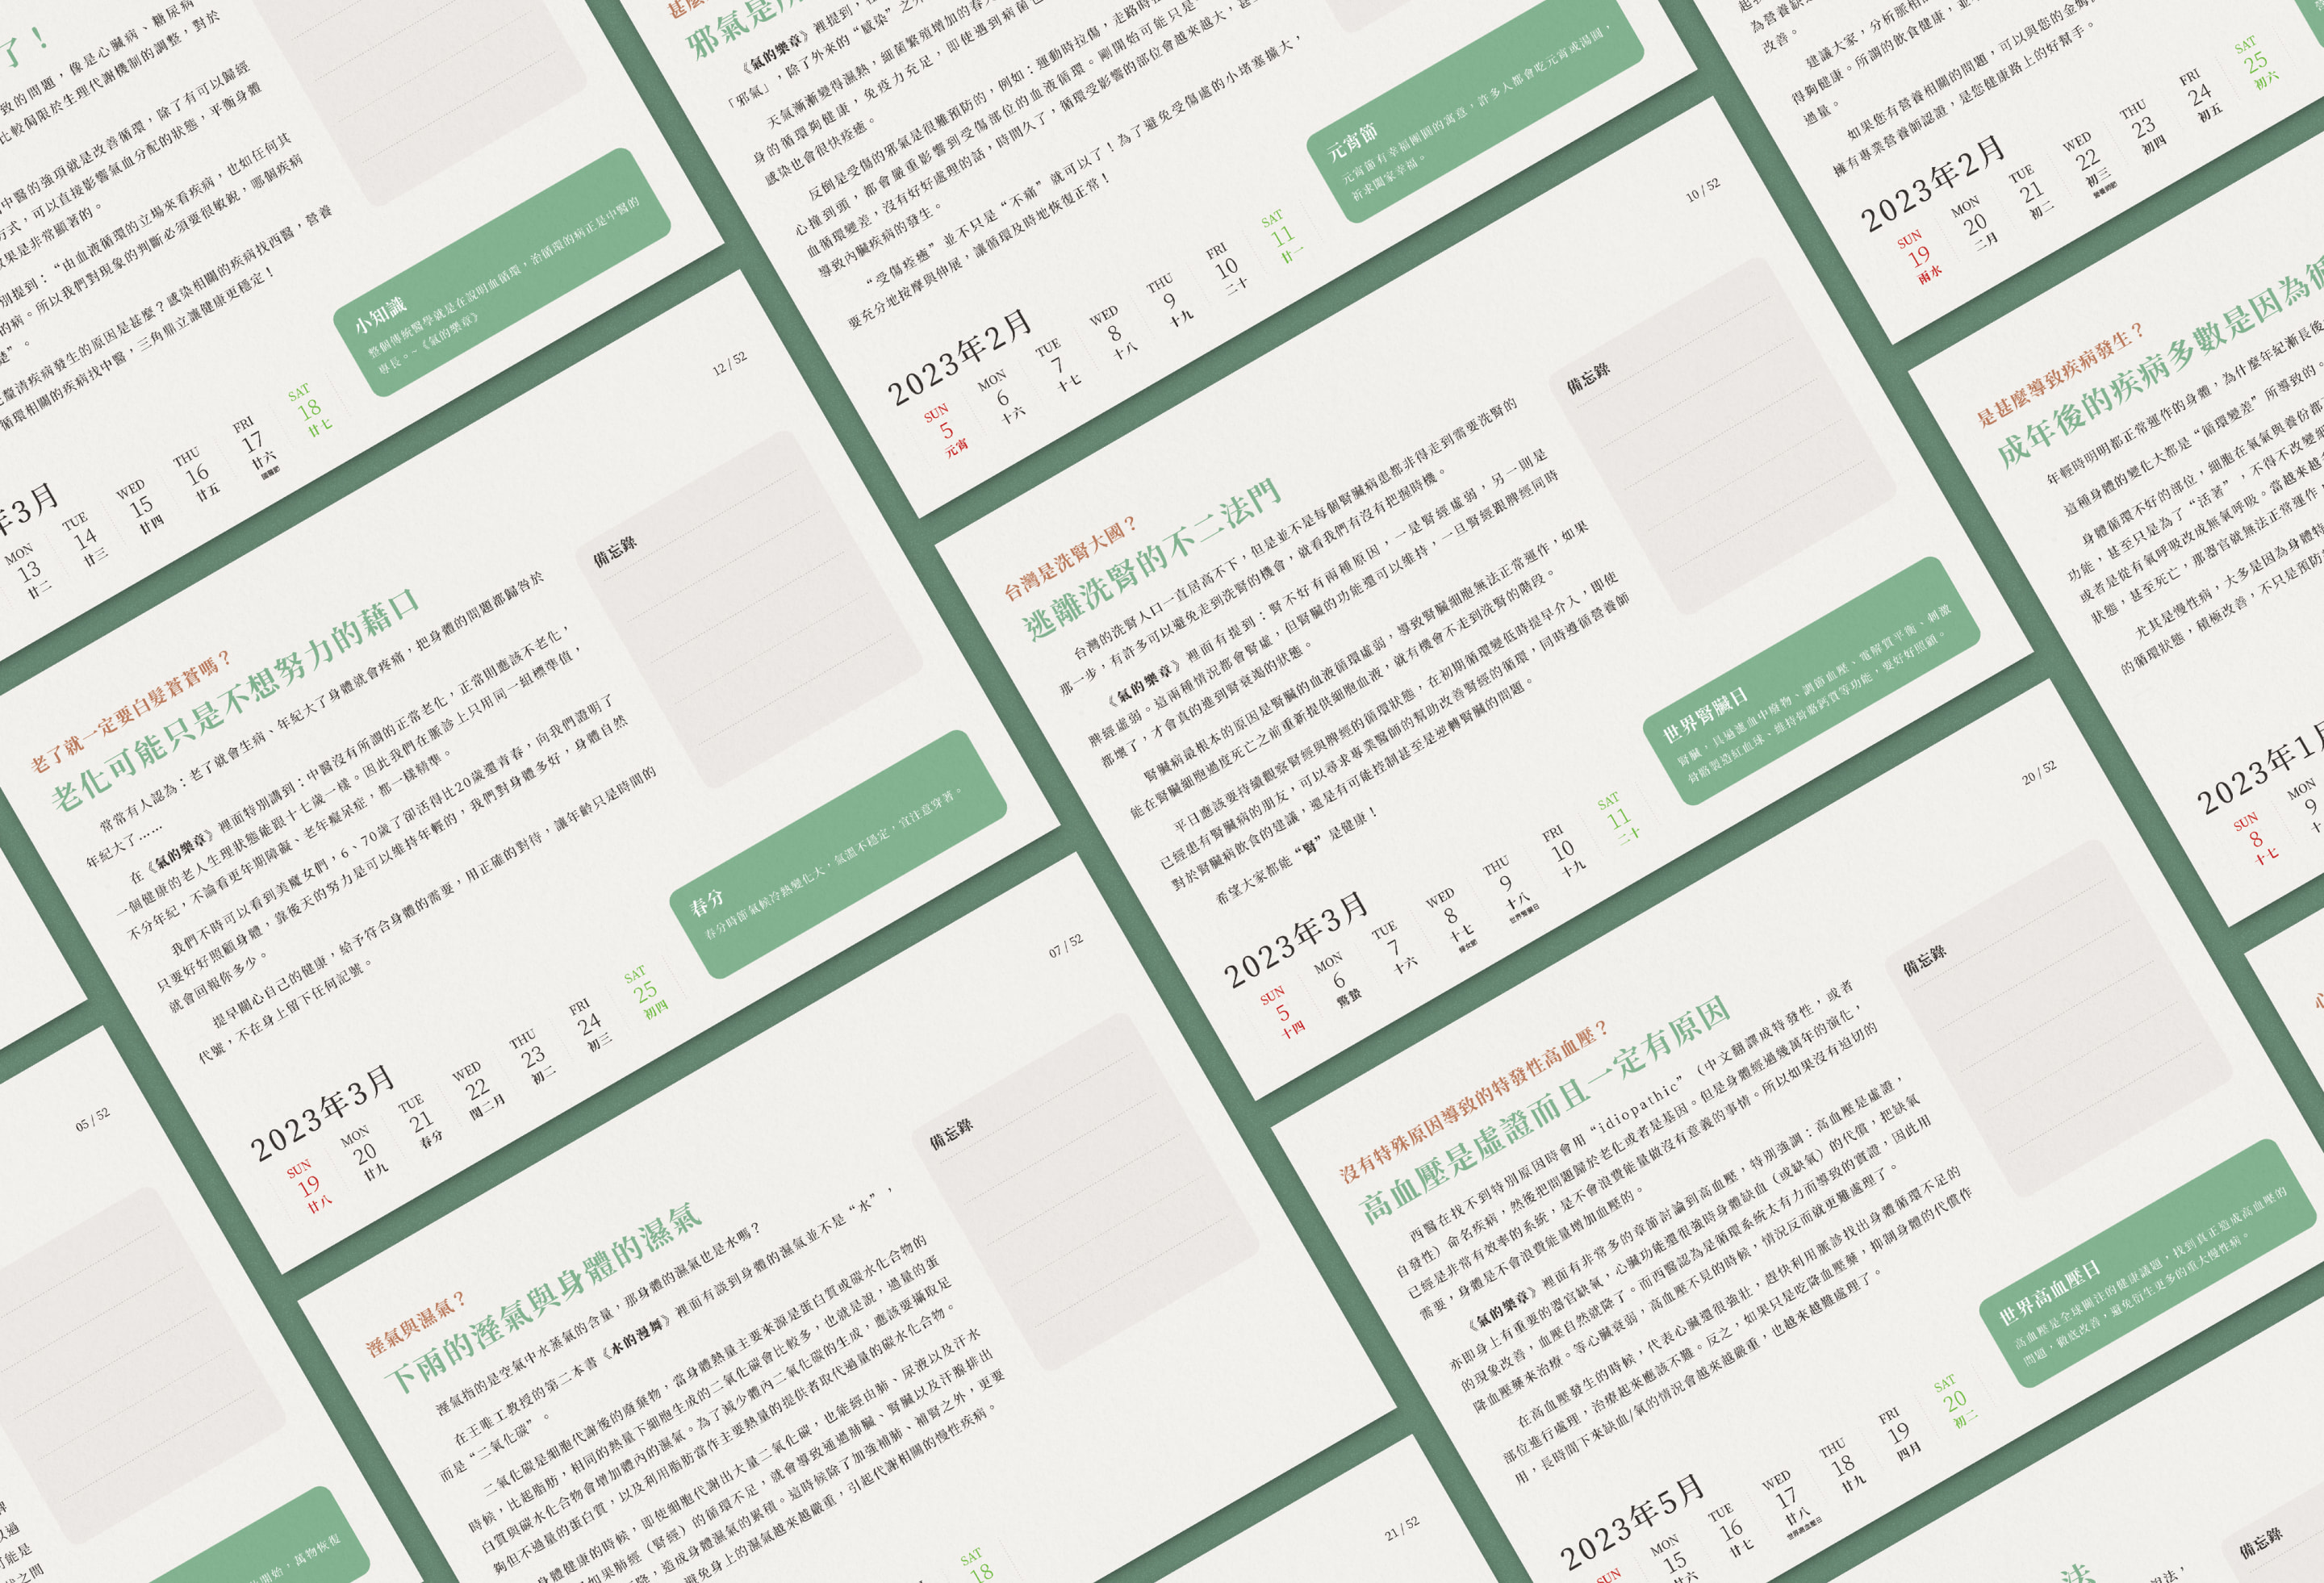 了！
致的問題，像是心臟病、糖尿病
比較侷限於生理代謝機制的調整，對於
中醫的強項就是改善循環，除了有可以歸經
方式，可以直接影響氣血分配的狀態，平衡身體
效果是非常顯著的。
別提到：“由血液循環的立場來看疾病，也如任何其
的病。所以我們對現象的判斷必須要很敏銳，哪個疾病
楚”。
釐清疾病發生的原因是甚麼？感染相關的疾病找西醫，營養
循環相關的疾病找中醫，三角鼎立讓健康更穩定！
小知識
整個傳統醫學就是在說明血循環，治循環的病正是中醫的
專長。~《氣的樂章》
年3月
MON
13
廿二
TUE
14
廿三
WED
15
廿四
THU
16
廿五
FRI
17
廿六
國醫節
SAT
18
廿七
《氣的樂章》裡提到，
「邪氣」，除了外來的“感染”之
天氣漸漸變得濕熱，細菌繁殖增加的春
身的循環夠健康，免疫力充足，即使遇到病菌
感染也會很快痊癒。
反倒是受傷的邪氣是很難預防的，例如：運動時拉傷，走路時
心撞到頭，都會嚴重影響到受傷部位的血液循環。剛開始可能只是
血循環變差，沒有好好處理的話，時間久了，循環受影響的部位會越來越大，甚
導致內臟疾病的發生。
“受傷痊癒”並不只是“不痛”就可以了！為了避免受傷處的小堵塞擴大，
要充分地按摩與伸展，讓循環及時地恢復正常！
元宵節
元宵節有幸福團圓的寓意，許多人都會吃元宵或湯圓，
祈求闔家幸福。
2023年2月
SUN
5
元宵
MON
6
十六
TUE
7
十七
WED
8
十八
THU
9
十九
FRI
10
二十
SAT
11
廿一
改善。
建議大家，分析那相
得夠健康。所謂的飲食健康，並
過量。
如果您有營養相關的問題，可以與您的金
擁有專業營養師認證，是您健康路上的好幫手。
2023年2月
SUN
19
雨水
MON
20
二月
TUE
21
初二
WED
22
初三
THU
23
初四
FRI
24
初五
SAT
25
初六
12 / 52
老了就一定要白髮蒼蒼嗎？
老化可能只是不想努力的藉口
常常有人認為：老了就會生病、年紀大了身體就會疼痛，把身體的問題都歸咎於
年紀大了......
在《氣的樂章》裡面特別講到：中醫沒有所謂的正常老化，正常則應該不老化，
一個健康的老人生理狀態能跟十七歲一樣。因此我們在脈診上只用同一組標準值，
不分年紀，不論看更年期障礙、老年癡呆症，都一樣精準。
我們不時可以看到美魔女們，6、70歲了卻活得比20歲還青春，向我們證明了
只要好好照顧身體，靠後天的努力是可以維持年輕的，我們對身體多好，身體自然
就會回報你多少。
提早關心自己的健康，給予符合身體的需要，用正確的對待，讓年齡只是時間的
代號，不在身上留下任何記號。
備忘錄
春分
春分時節氣候冷熱變化大，氣溫不穩定，宜注意穿著。
2023年3月
SUN
19
廿八
MON
20
廿九
TUE
21
春分
WED
22
閏二月
THU
23
初二
FRI
24
初三
SAT
25
初四
10 / 52
台灣是洗腎大國？
逃離洗腎的不二法門
台灣的洗腎人口一直居高不下，但是並不是每個腎臟病患都非得走到需要洗腎的
那一步，有許多可以避免走到洗腎的機會，就看我們有沒有把握時機。
《氣的樂章》裡面有提到：腎不好有兩種原因，一是腎經虛弱，另一則是
脾經虛弱。這兩種情況都會腎虛，但腎臟的功能還可以維持，一旦腎經跟脾經同時
都壞了，才會真的進到腎衰竭的狀態。
腎臟病最根本的原因是腎臟的血液循環虛弱，導致腎臟細胞無法正常運作，如果
能在腎臟細胞過度死亡之前重新提供細胞血液，就有機會不走到洗腎的階段。
平日應該要持續觀察腎經與脾經的循環狀態，在初期循環變低時提早介入，即使
已經患有腎臟病的朋友，可以尋求專業醫師的幫助改善腎經的循環，同時遵循營養師
對於腎臟病飲食的建議，還是有可能控制甚至是逆轉腎臟的問題。
希望大家都能“腎”是健康！
備忘錄
世界腎臟日
腎臟，具過濾血中廢物、調節血壓、電解質平衡、刺激
骨骼製造紅血球、維持骨骼鈣質等功能，要好好照顧。
2023年3月
SUN
5
十四
MON
6
驚蟄
TUE
7
十六
WED
8
十七
婦女節
THU
9
十八
世界腎臟日
FRI
10
十九
SAT
11
二十
是甚麼導致疾病發生？
成年後的疾病多數是因為循
年輕時明明都正常運作的身體，為什麼年紀漸長後
這種身體的變化大都是“循環變差”所導致的。
身體循環不好的部位，細胞在氧氣與養份都
功能，甚至只是為了“活著”，不得不改變細
或者是從有氧呼吸改成無氧呼吸。當越來越
狀態，甚至死亡，那器官就無法正常運作，
尤其是慢性病，大多是因為身體特
的循環狀態，積極改善，不只是預防
2023年1月
SUN
8
十七
MON
9
05 / 52
07 / 52
溼氣與濕氣？
下雨的溼氣與身體的濕氣
溼氣指的是空氣中水蒸氣的含量，那身體的濕氣也是水嗎？
在王唯工教授的第二本書《水的漫舞》裡面有談到身體的濕氣並不是“水”，
而是“二氧化碳”。
二氧化碳是細胞代謝後的廢棄物，當身體熱量主要來源是蛋白質或碳水化合物的
時候，比起脂肪，相同的熱量下細胞生成的二氧化碳會比較多，也就是說，過量的蛋
白質與碳水化合物會增加體內的濕氣。為了減少體內二氧化碳的生成，應該要攝取足
夠但不過量的蛋白質，以及利用脂肪當作主要熱量的提供者取代過量的碳水化合物。
身體健康的時候，即使細胞代謝出大量二氧化碳，也能經由肺、尿液以及汗水
如果肺經（腎經）的循環不足，就會導致通過肺臟、腎臟以及汗腺排出
降，造成身體濕氣的累積。這時候除了加強補肺、補腎之外，更要
避免身上的濕氣越來越嚴重，引起代謝相關的慢性疾病。
備忘錄
SAT
18
20 / 52
沒有特殊原因導致的特發性高血壓？
高血壓是虛證而且一定有原因
西醫在找不到特別原因時會用“idiopathic”（中文翻譯成特發性，或者
自發性）命名疾病，然後把問題歸於老化或者是基因。但是身體經過幾萬年的演化，
已經是非常有效率的系統，是不會浪費能量做沒有意義的事情。所以如果沒有迫切的
需要，身體是不會浪費能量增加血壓的。
《氣的樂章》裡面有非常多的章節討論到高血壓，特別強調：高血壓是虛證，
亦即身上有重要的器官缺氧，心臟功能還很強時身體缺血（或缺氧）的代償，把缺氧
的現象改善，血壓自然就降了。而西醫認為是循環系統太有力而導致的實證，因此用
降血壓藥來治療。等心臟衰弱，高血壓不見的時候，情況反而就更難處理了。
在高血壓發生的時候，代表心臟還很強壯，趕快利用脈診找出身體循環不足的
部位進行處理，治療起來應該不難。反之，如果只是吃降血壓藥，抑制身體的代償作
用，長時間下來缺血/氧的情況會越來越嚴重，也越來越難處理了。
備忘錄
世界高血壓日
高血壓是全球關注的健康議題，找到真正造成高血壓的
問題，徹底改善，避免衍生更多的重大慢性病。
2023年5月
SUN
MON
15
廿六
TUE
16
廿七
WED
17
廿八
世界高血壓日
THU
18
廿九
FRI
19
四月
SAT
20
初二
21 / 52
備忘錄
開始，萬物恢復